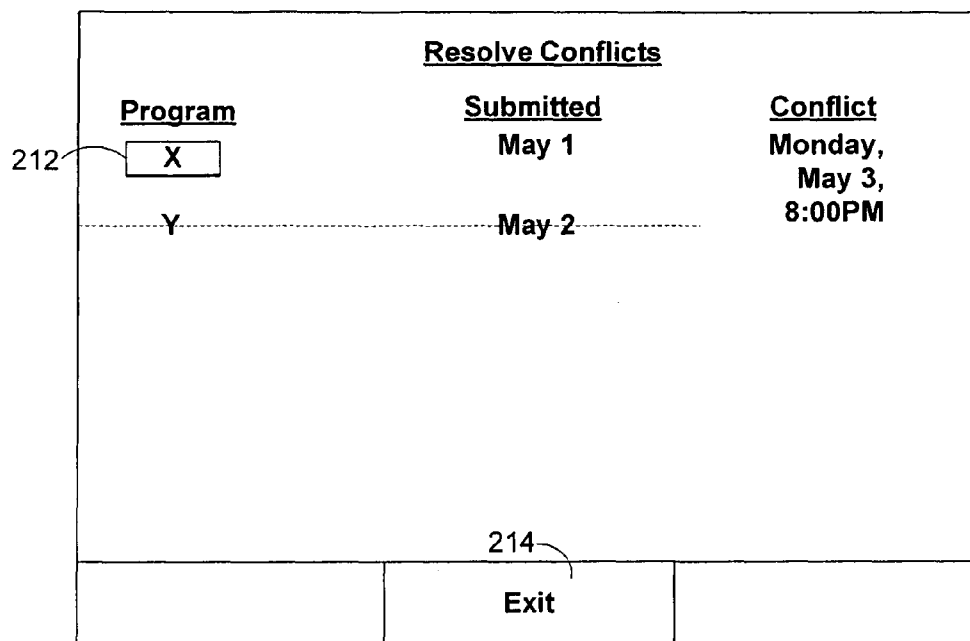 Resolve Conflicts
Program Submitted Conflict
212 X May 1 Monday,
May 3,
8:00PM
Y May 2
214
Exit